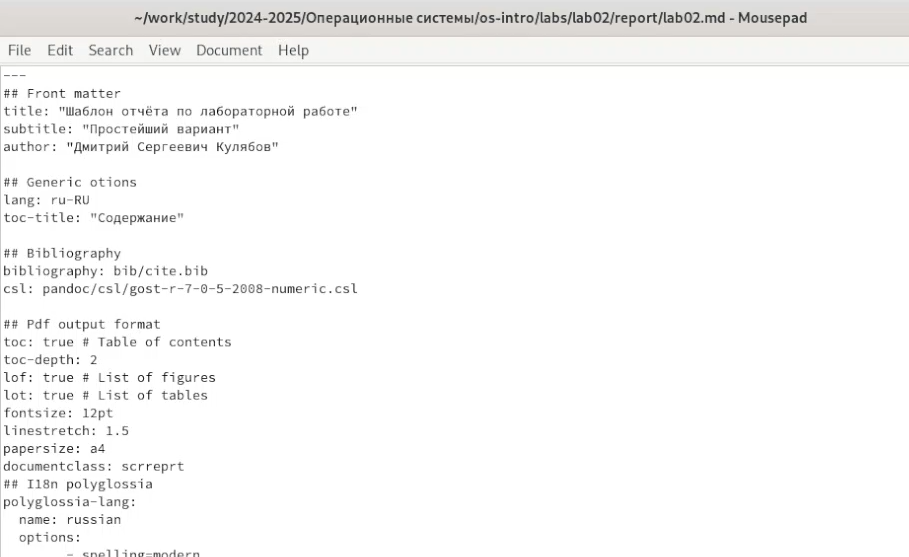 ~/work/study/2024-2025/Операционные системы/os-intro/labs/lab02/report/lab02.md - Mousepad
File Edit Search View Document Help
---
## Front matter
title: "Шаблон отчёта по лабораторной работе"
subtitle: "Простейший вариант"
author: "Дмитрий Сергеевич Кулябов"

## Generic otions
lang: ru-RU
toc-title: "Содержание"

## Bibliography
bibliography: bib/cite.bib
csl: pandoc/csl/gost-r-7-0-5-2008-numeric.csl

## Pdf output format
toc: true # Table of contents
toc-depth: 2
lof: true # List of figures
lot: true # List of tables
fontsize: 12pt
linestretch: 1.5
papersize: a4
documentclass: scrreprt
## I18n polyglossia
polyglossia-lang:
  name: russian
  options:
        - spelling=modern